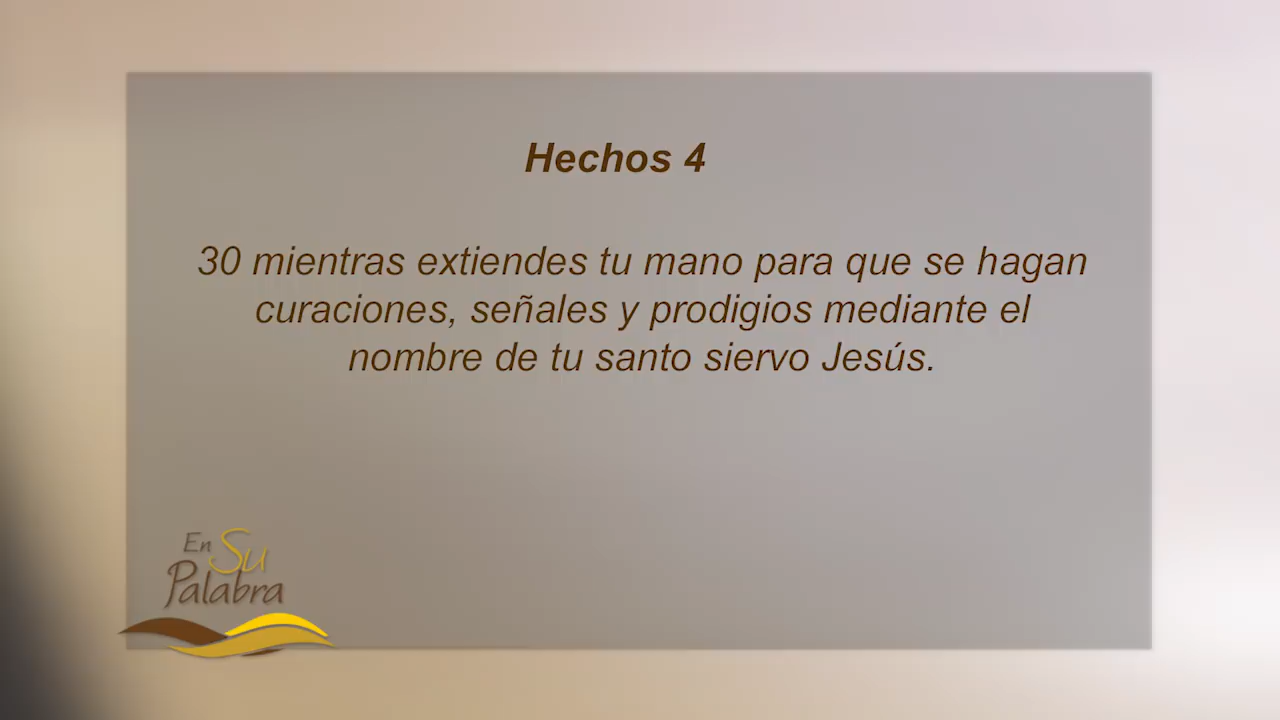 Hechos 4
30 mientras extiendes tu mano para que se hagan
curaciones, señales y prodigios mediante el
nombre de tu santo siervo Jesús.
En Su
Palabra